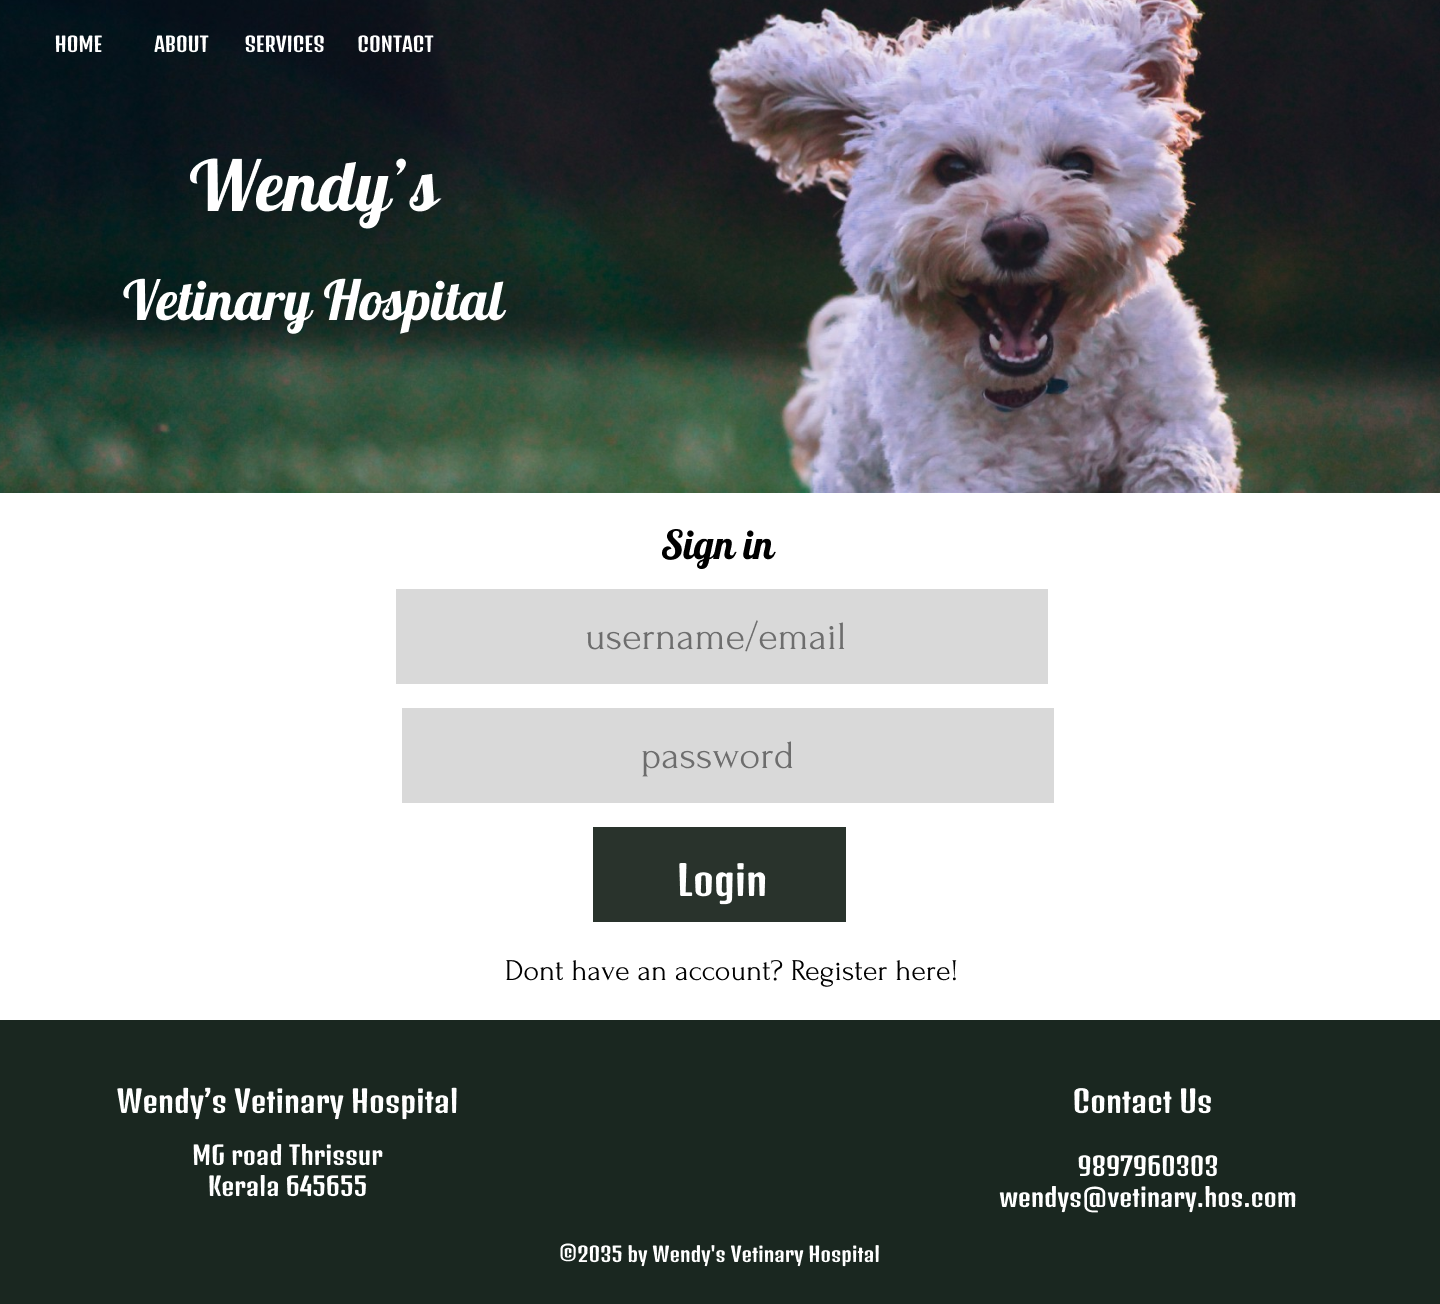 HOME ABOUT SERVICES CONTACT
Wendy’s
Vetinary Hospital
Sign in
username/email
password
Login
Dont have an account? Register here!
Wendy’s Vetinary Hospital
MG road Thrissur
Kerala 645655
Contact Us
9897960303
wendys@vetinary.hos.com
©2035 by Wendy's Vetinary Hospital